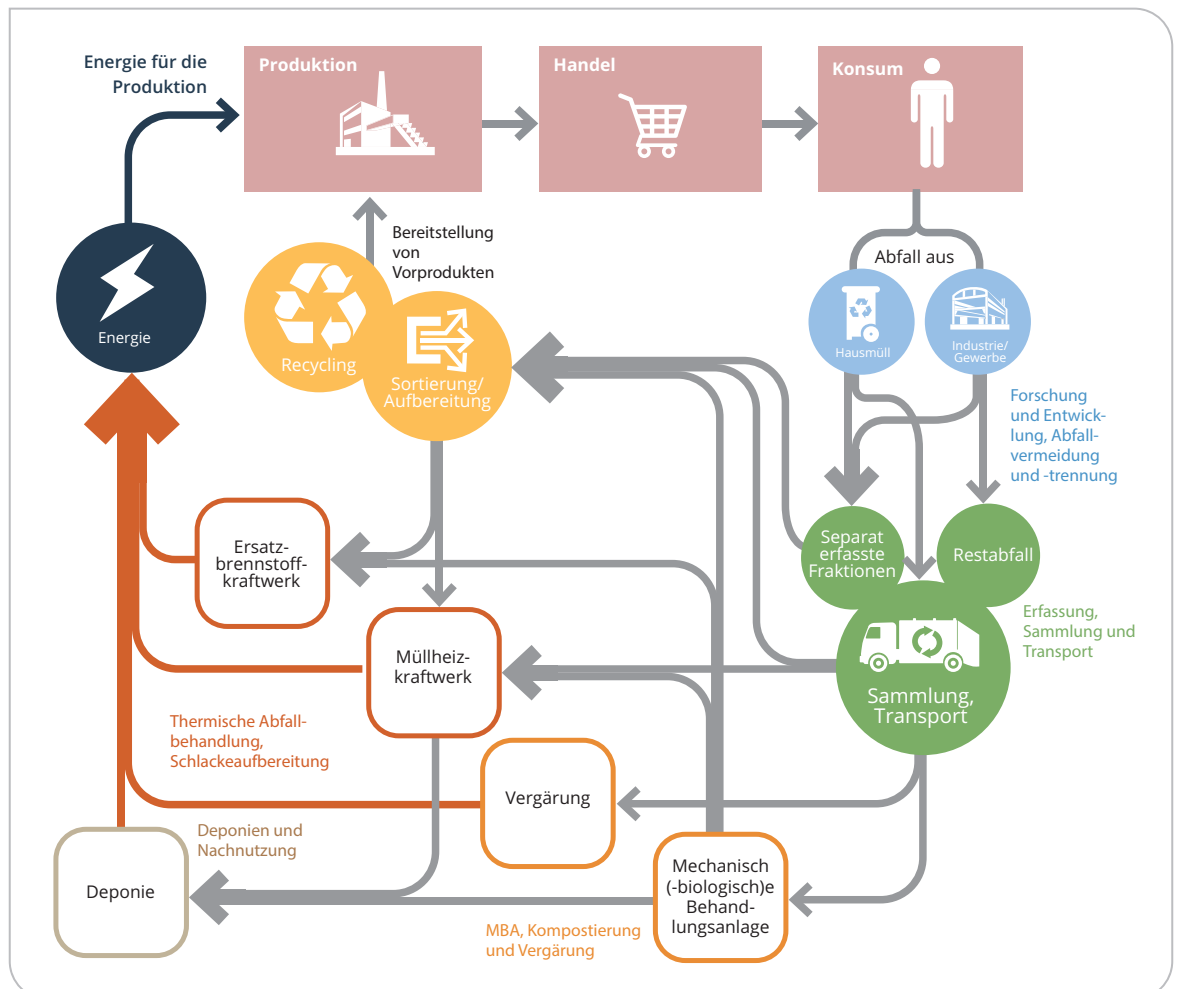 Energie für die
Produktion
Produktion
Handel
Konsum
Bereitstellung
von
Vorprodukten
Abfall aus
Energie
Recycling
Sortierung/
Aufbereitung
Hausmüll
Industrie/
Gewerbe
Forschung
und Entwick-
lung, Abfall-
vermeidung
und -trennung
Ersatz-
brennstoff-
kraftwerk
Separat
erfasste
Fraktionen
Restabfall
Erfassung,
Sammlung und
Transport
Müllheiz-
kraftwerk
Sammlung,
Transport
Thermische Abfall-
behandlung,
Schlackeaufbereitung
Vergärung
Deponien und
Nachnutzung
Deponie
Mechanisch
(-biologisch)e
Behand-
lungsanlage
MBA, Kompostierung
und Vergärung